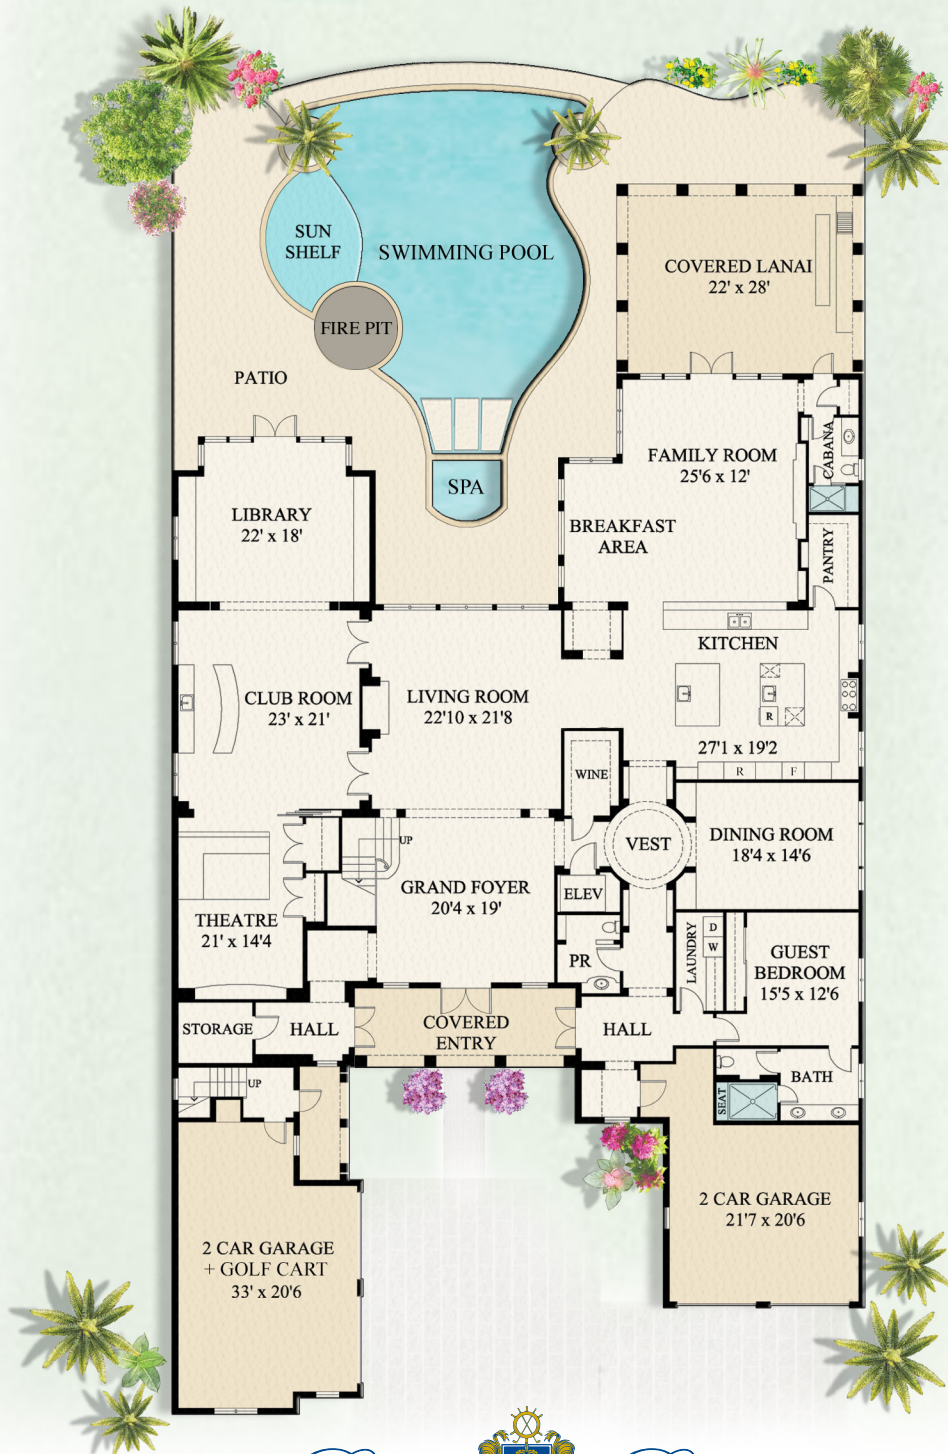 SUN
SHELF
SWIMMING POOL
COVERED LANAI
22' x 28'
FIRE PIT
PATIO
FAMILY ROOM
25'6 x 12'
CABANA
SPA
LIBRARY
22' x 18'
BREAKFAST
AREA
PANTRY
KITCHEN
CLUB ROOM
23' x 21'
LIVING ROOM
22'10 x 21'8
R
27'1 x 19'2
R
F
WINE
UP
VEST
DINING ROOM
18'4 x 14'6
GRAND FOYER
20'4 x 19'
ELEV
THEATRE
21' x 14'4
PR
LAUNDRY
D
W
GUEST
BEDROOM
15'5 x 12'6
STORAGE
HALL
COVERED
ENTRY
HALL
UP
BATH
SEAT
2 CAR GARAGE
21'7 x 20'6
2 CAR GARAGE
+ GOLF CART
33' x 20'6